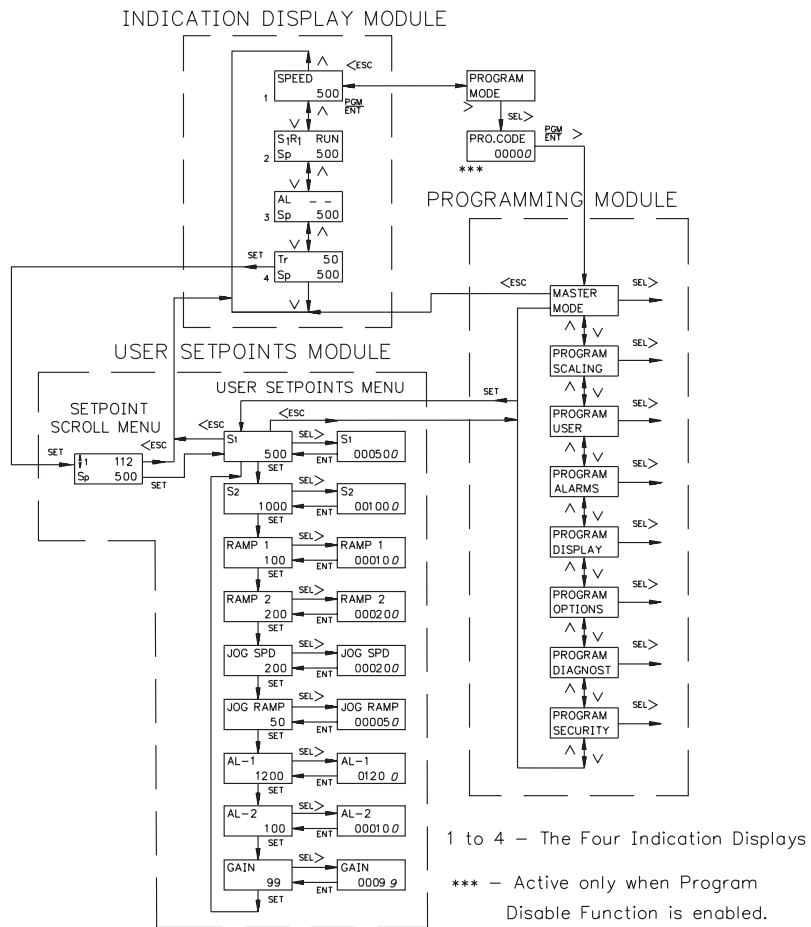 INDICATION DISPLAY MODULE
<ESC
SPEED
500
1
PGM
ENT
S1R1 RUN
Sp 500
2
AL – –
Sp 500
3
Tr 50
Sp 500
4
SET
PROGRAM
MODE
SEL>
PRO.CODE
00000
***
PGM
ENT >
PROGRAMMING MODULE
<ESC
MASTER
MODE
SEL>
PROGRAM
SCALING
SEL>
PROGRAM
USER
SEL>
PROGRAM
ALARMS
SEL>
PROGRAM
DISPLAY
SEL>
PROGRAM
OPTIONS
SEL>
PROGRAM
DIAGNOST
SEL>
PROGRAM
SECURITY
SEL>
USER SETPOINTS MODULE
USER SETPOINTS MENU
SET
SETPOINT
SCROLL MENU
<ESC
<ESC
<ESC
SET
1 112
Sp 500
SET
S1
500
SEL>
ENT
S1
000500
SET
S2
1000
SEL>
ENT
S2
001000
SET
RAMP 1
100
SEL>
ENT
RAMP 1
000100
SET
RAMP 2
200
SEL>
ENT
RAMP 2
000200
SET
JOG SPD
200
SEL>
ENT
JOG SPD
000200
SET
JOG RAMP
50
SEL>
ENT
JOG RAMP
000050
SET
AL-1
1200
SEL>
ENT
AL-1
0120 0
SET
AL-2
100
SEL>
ENT
AL-2
000100
SET
GAIN
99
SEL>
ENT
GAIN
0009 9
SET
1 to 4 – The Four Indication Displays
*** – Active only when Program
Disable Function is enabled.